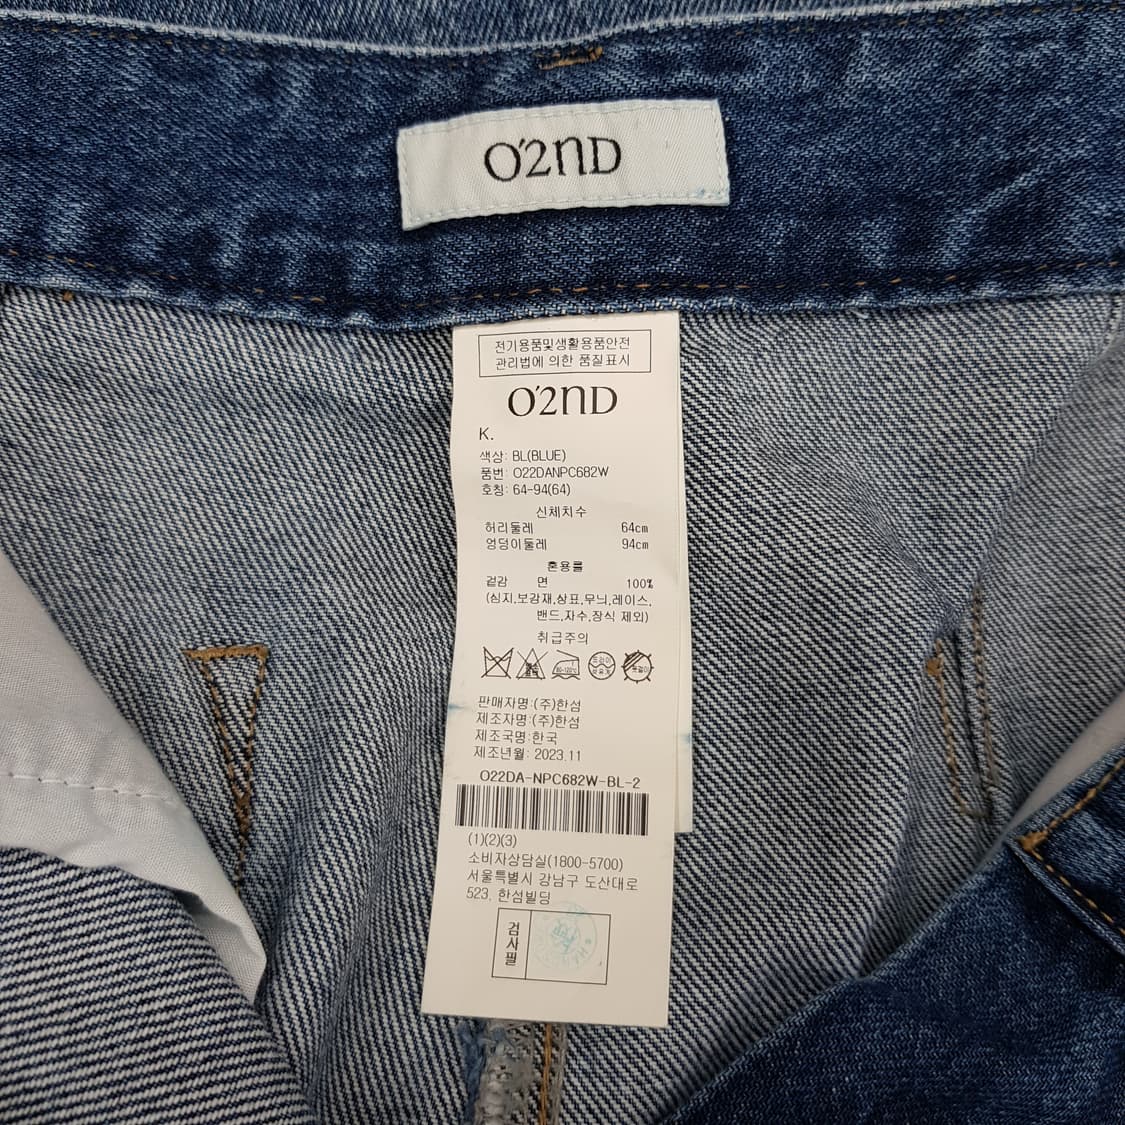 O'2ND
전기용품및생활용품안전
관리법에 의한 품질표시
O'2ND
K.
색상: BL(BLUE)
품번: O22DANPC682W
호칭: 64-94(64)
신체치수
허리둘레 64cm
엉덩이둘레 94cm
혼용률
겉감 면 100%
(심지,보강재,상표,무늬,레이스,
밴드,자수,장식 제외)
취급주의
80-120℃
판매자명:(주)한섬
제조자명:(주)한섬
제조국명:한국
제조년월: 2023.11
O22DA-NPC682W-BL-2
(1)(2)(3)
소비자상담실(1800-5700)
서울특별시 강남구 도산대로
523, 한섬빌딩
검사필